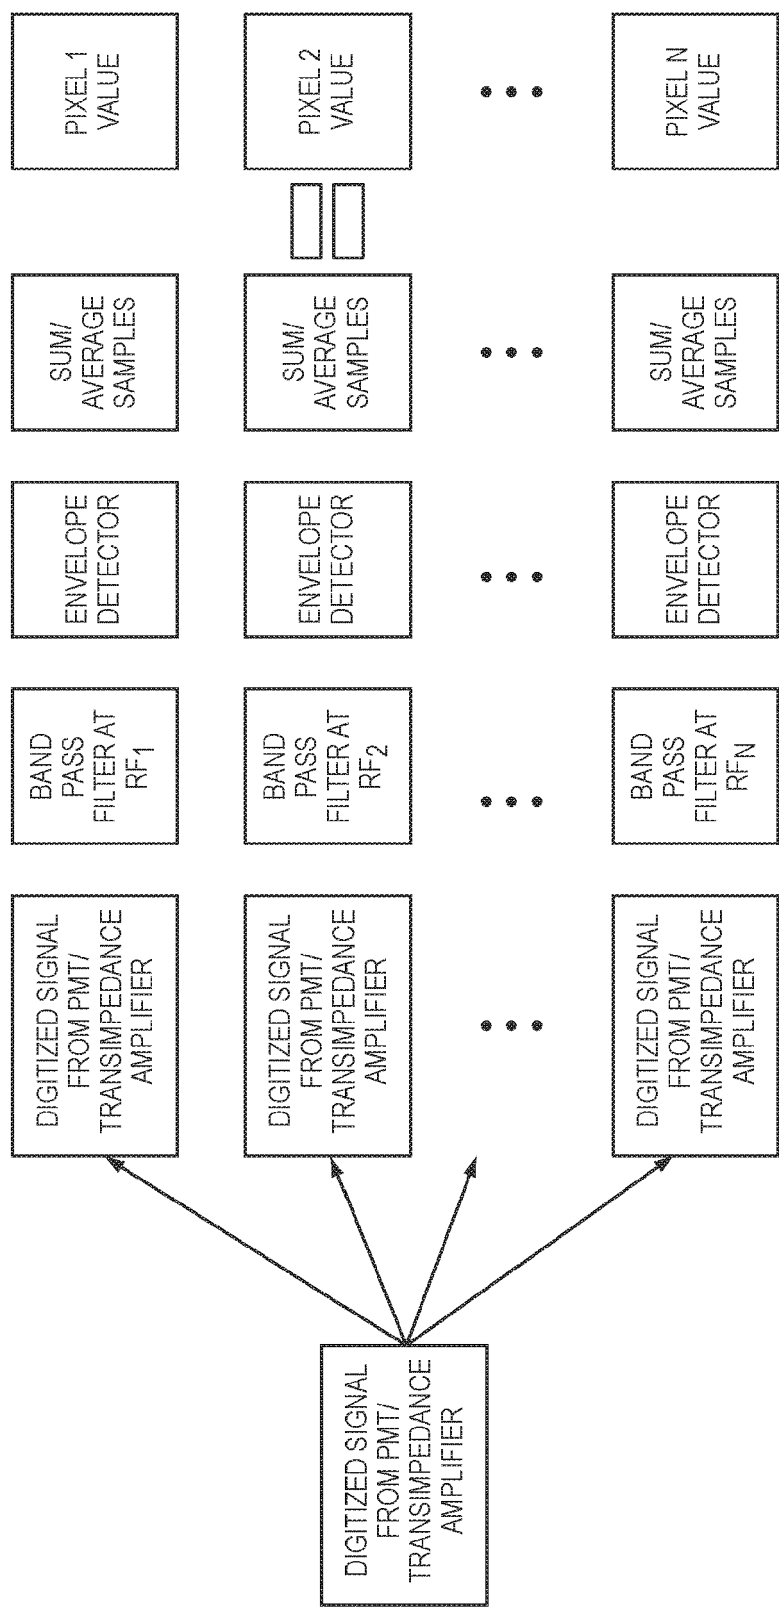 DIGITIZED SIGNAL
FROM PMT/
TRANSIMPEDANCE
AMPLIFIER
DIGITIZED SIGNAL
FROM PMT/
TRANSIMPEDANCE
AMPLIFIER
BAND
PASS
FILTER AT
RF1
ENVELOPE
DETECTOR
SUM/
AVERAGE
SAMPLES
PIXEL 1
VALUE
DIGITIZED SIGNAL
FROM PMT/
TRANSIMPEDANCE
AMPLIFIER
BAND
PASS
FILTER AT
RF2
ENVELOPE
DETECTOR
SUM/
AVERAGE
SAMPLES
PIXEL 2
VALUE
DIGITIZED SIGNAL
FROM PMT/
TRANSIMPEDANCE
AMPLIFIER
BAND
PASS
FILTER AT
RFN
ENVELOPE
DETECTOR
SUM/
AVERAGE
SAMPLES
PIXEL N
VALUE